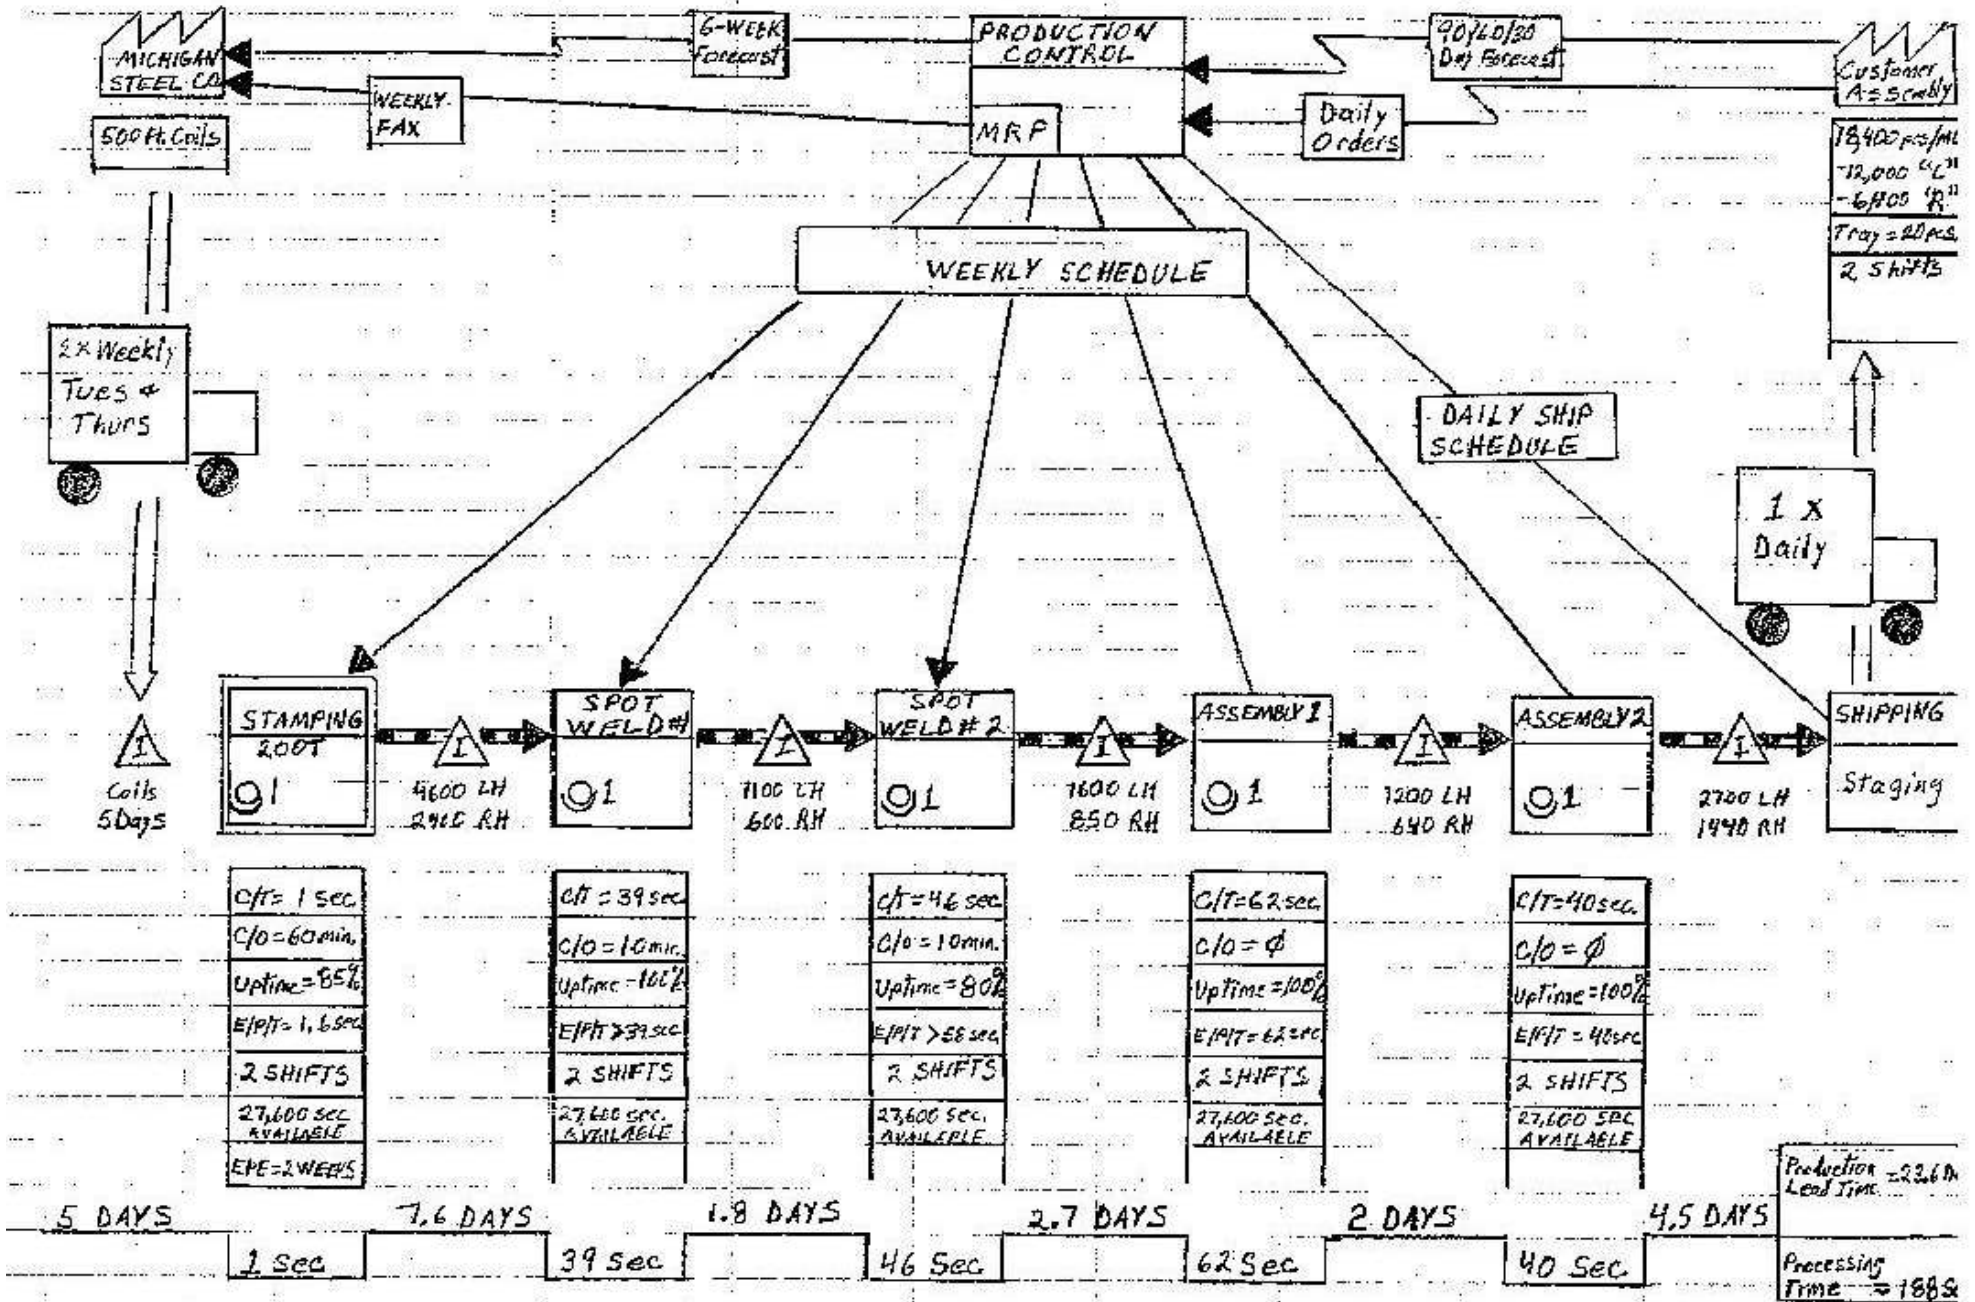 MICHIGAN
STEEL CO
500 Ft. Coils
6-WEEK
Forecast
WEEKLY
FAX
PRODUCTION
CONTROL
MRP
90/60/30
Day Forecast
Daily
Orders
Customer
Assembly
18,400 pcs/mo
-12,000 "L"
-6,400 "R"
Tray = 20 pcs.
2 Shifts
WEEKLY SCHEDULE
2X Weekly
Tues &
Thurs
DAILY SHIP
SCHEDULE
1 X
Daily
I
Coils
5 Days
STAMPING
200T
1
I
4600 LH
2400 RH
SPOT
WELD #1
1
I
1100 LH
600 RH
SPOT
WELD # 2
1
I
1600 LH
850 RH
ASSEMBLY 1
1
I
1200 LH
640 RH
ASSEMBLY 2
1
I
2700 LH
1440 RH
SHIPPING
Staging
C/T = 1 sec
C/O = 60 min.
Uptime = 85%
2 SHIFTS
27,600 sec
AVAILABLE
EPE = 2 WEEKS
C/T = 39 sec
C/O = 10 min.
Uptime = 100%
2 SHIFTS
27,600 sec.
AVAILABLE
C/T = 46 sec
C/O = 10 min.
Uptime = 80%
2 SHIFTS
27,600 SEC.
AVAILABLE
C/T = 62 sec.
C/O = Ø
Uptime = 100%
2 SHIFTS
27,600 SEC.
AVAILABLE
C/T = 40 sec.
C/O = Ø
Uptime = 100%
2 SHIFTS
27,600 SEC
AVAILABLE
5 DAYS
7.6 DAYS
1.8 DAYS
2.7 DAYS
2 DAYS
4.5 DAYS
Production
Lead Time = 23.6
1 Sec
39 Sec
46 Sec
62 Sec
40 Sec
Processing
Time = 188